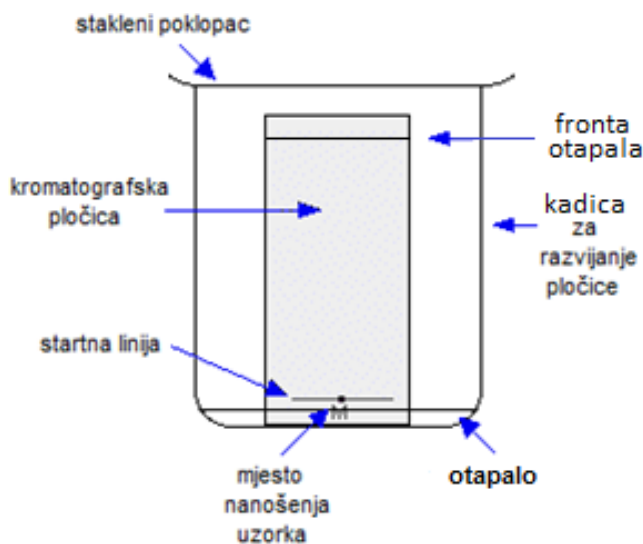 stakleni poklopac
fronta
otapala
kromatografska
pločica
kadica
za
razvijanje
pločice
startna linija
M
mjesto
nanošenja
uzorka
otapalo